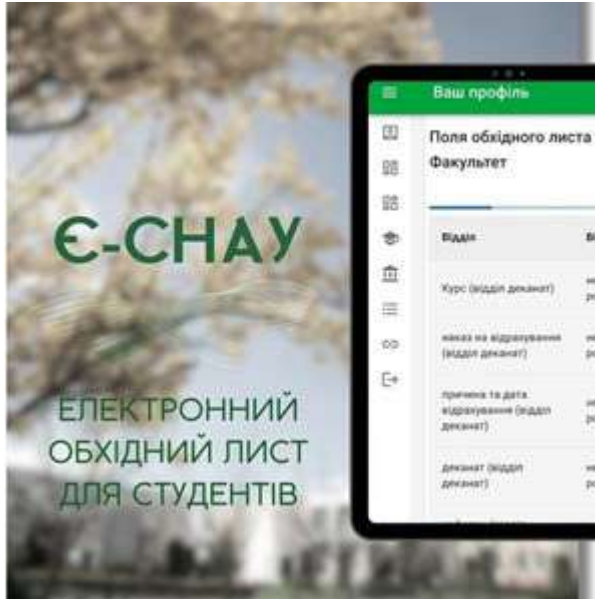 Є-СНАУ
ЕЛЕКТРОННИЙ
ОБХІДНИЙ ЛИСТ
ДЛЯ СТУДЕНТІВ
Ваш профіль
Поля обхідного листа
Факультет
Відділ
Курс (відділ деканат)
наказ на відрахування
(відділ деканат)
причина та дата
відрахування (відділ
деканат)
деканат (відділ
деканат)